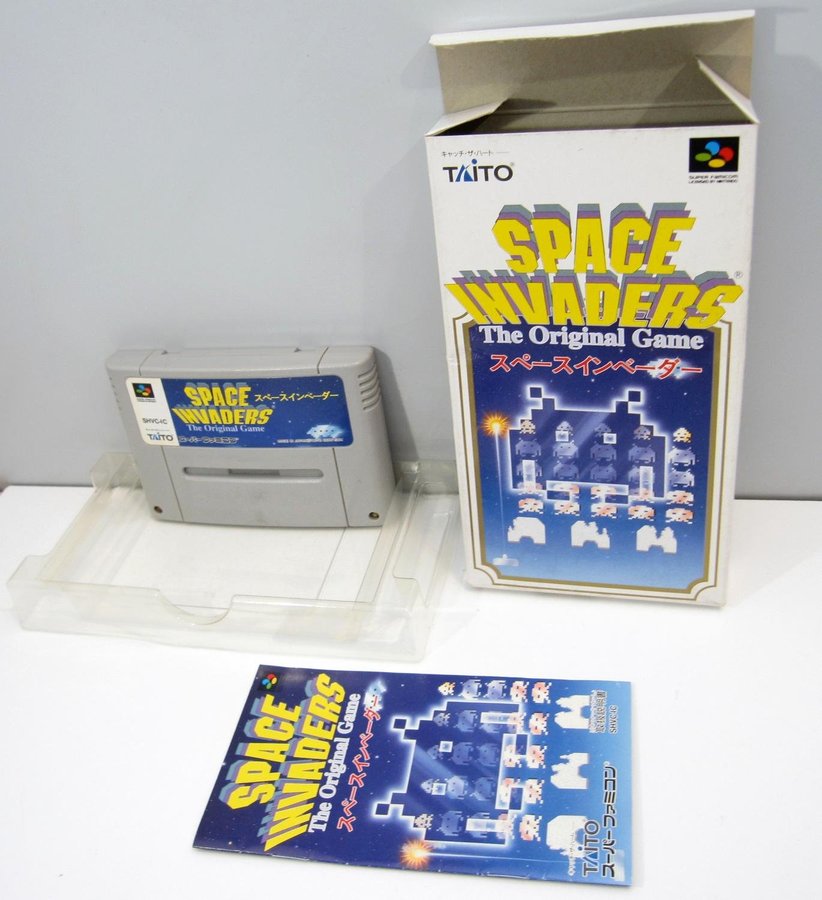 キャッチ・ザ・ハート
TAITO®
SUPER FAMICOM
LICENSED BY NINTENDO
SPACE
INVADERS®
The Original Game
スペースインベーダー
SHVC-IC
TAITO
SPACE
INVADERS
The Original Game
スペースインベーダー
スーパーファミコン
SPACE
INVADERS
The Original Game
スペースインベーダー
取扱説明書
SHVC-IC
TAITO
スーパーファミコン